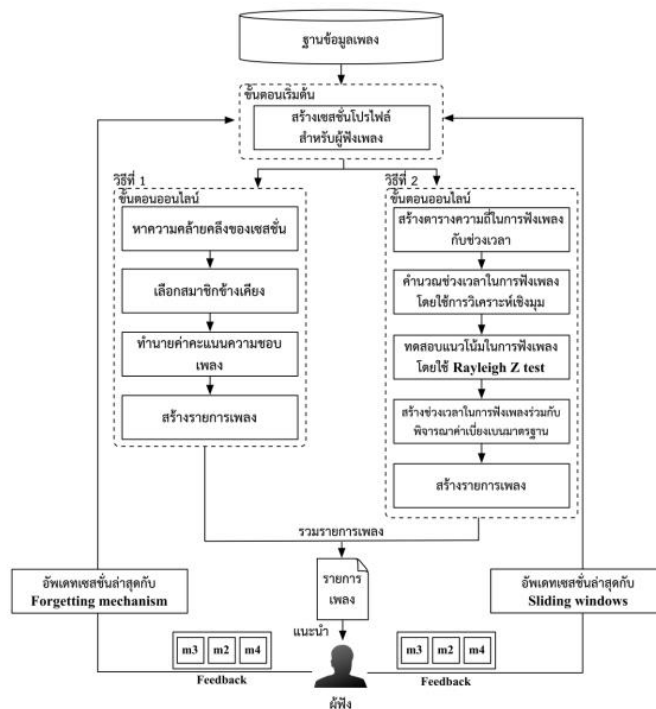 ฐานข้อมูลเพลง
ขั้นตอนเริ่มต้น
สร้างเซสชั่นโปรไฟล์
สำหรับผู้ฟังเพลง
วิธีที่ 1
ขั้นตอนออนไลน์
หาความคล้ายคลึงของเซสชั่น
เลือกสมาชิกข้างเคียง
ทำนายค่าคะแนนความชอบ
เพลง
สร้างรายการเพลง
วิธีที่ 2
ขั้นตอนออนไลน์
สร้างตารางความถี่ในการฟังเพลง
กับช่วงเวลา
คำนวณช่วงเวลาในการฟังเพลง
โดยใช้การวิเคราะห์เชิงมุม
ทดสอบแนวโน้มในการฟังเพลง
โดยใช้ Rayleigh Z test
สร้างช่วงเวลาในการฟังเพลงร่วมกับ
พิจารณาค่าเบี่ยงเบนมาตรฐาน
สร้างรายการเพลง
รวมรายการเพลง
อัพเดทเซสชั่นล่าสุดกับ
Forgetting mechanism
รายการ
เพลง
อัพเดทเซสชั่นล่าสุดกับ
Sliding windows
แนะนำ
m3 m2 m4
Feedback
m3 m2 m4
Feedback
ผู้ฟัง